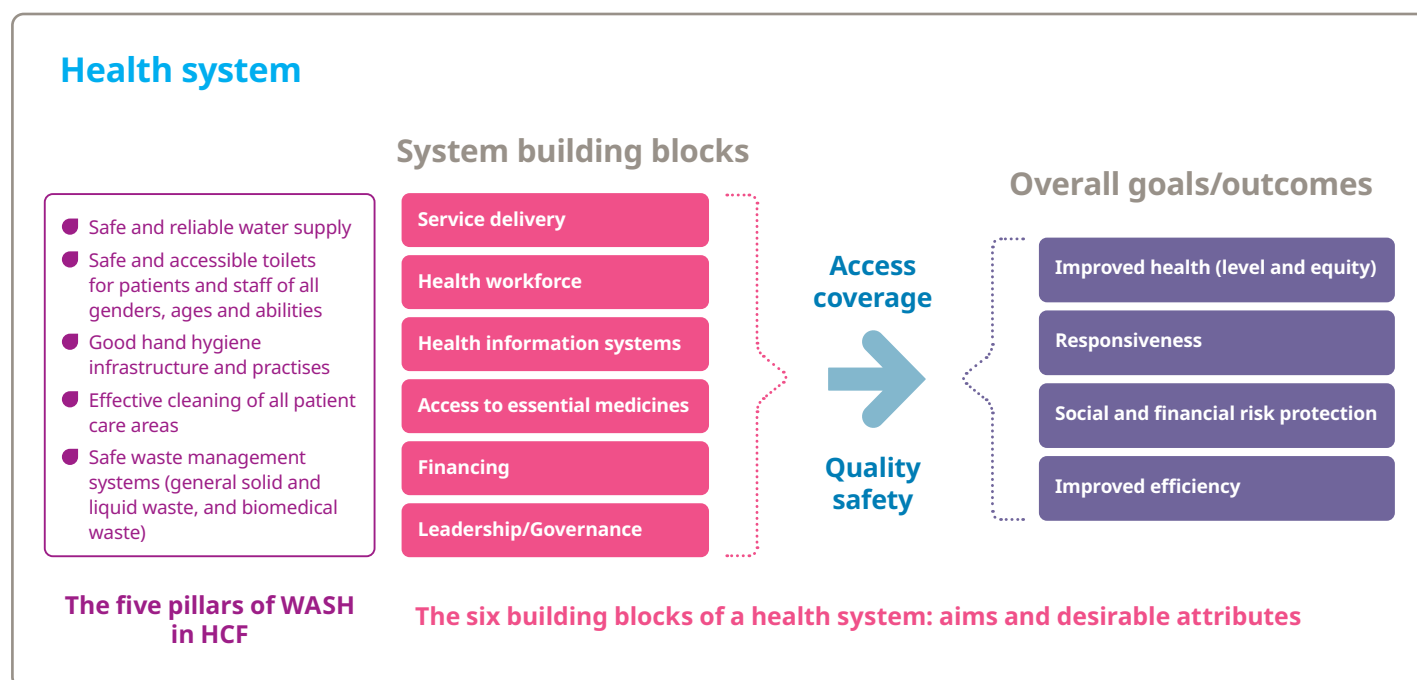 Health system
System building blocks
Overall goals/outcomes
Safe and reliable water supply
Safe and accessible toilets
for patients and staff of all
genders, ages and abilities
Good hand hygiene
infrastructure and practises
Effective cleaning of all patient
care areas
Safe waste management
systems (general solid and
liquid waste, and biomedical
waste)
The five pillars of WASH
in HCF
Service delivery
Health workforce
Health information systems
Access to essential medicines
Financing
Leadership/Governance
Access
coverage
Quality
safety
Improved health (level and equity)
Responsiveness
Social and financial risk protection
Improved efficiency
The six building blocks of a health system: aims and desirable attributes